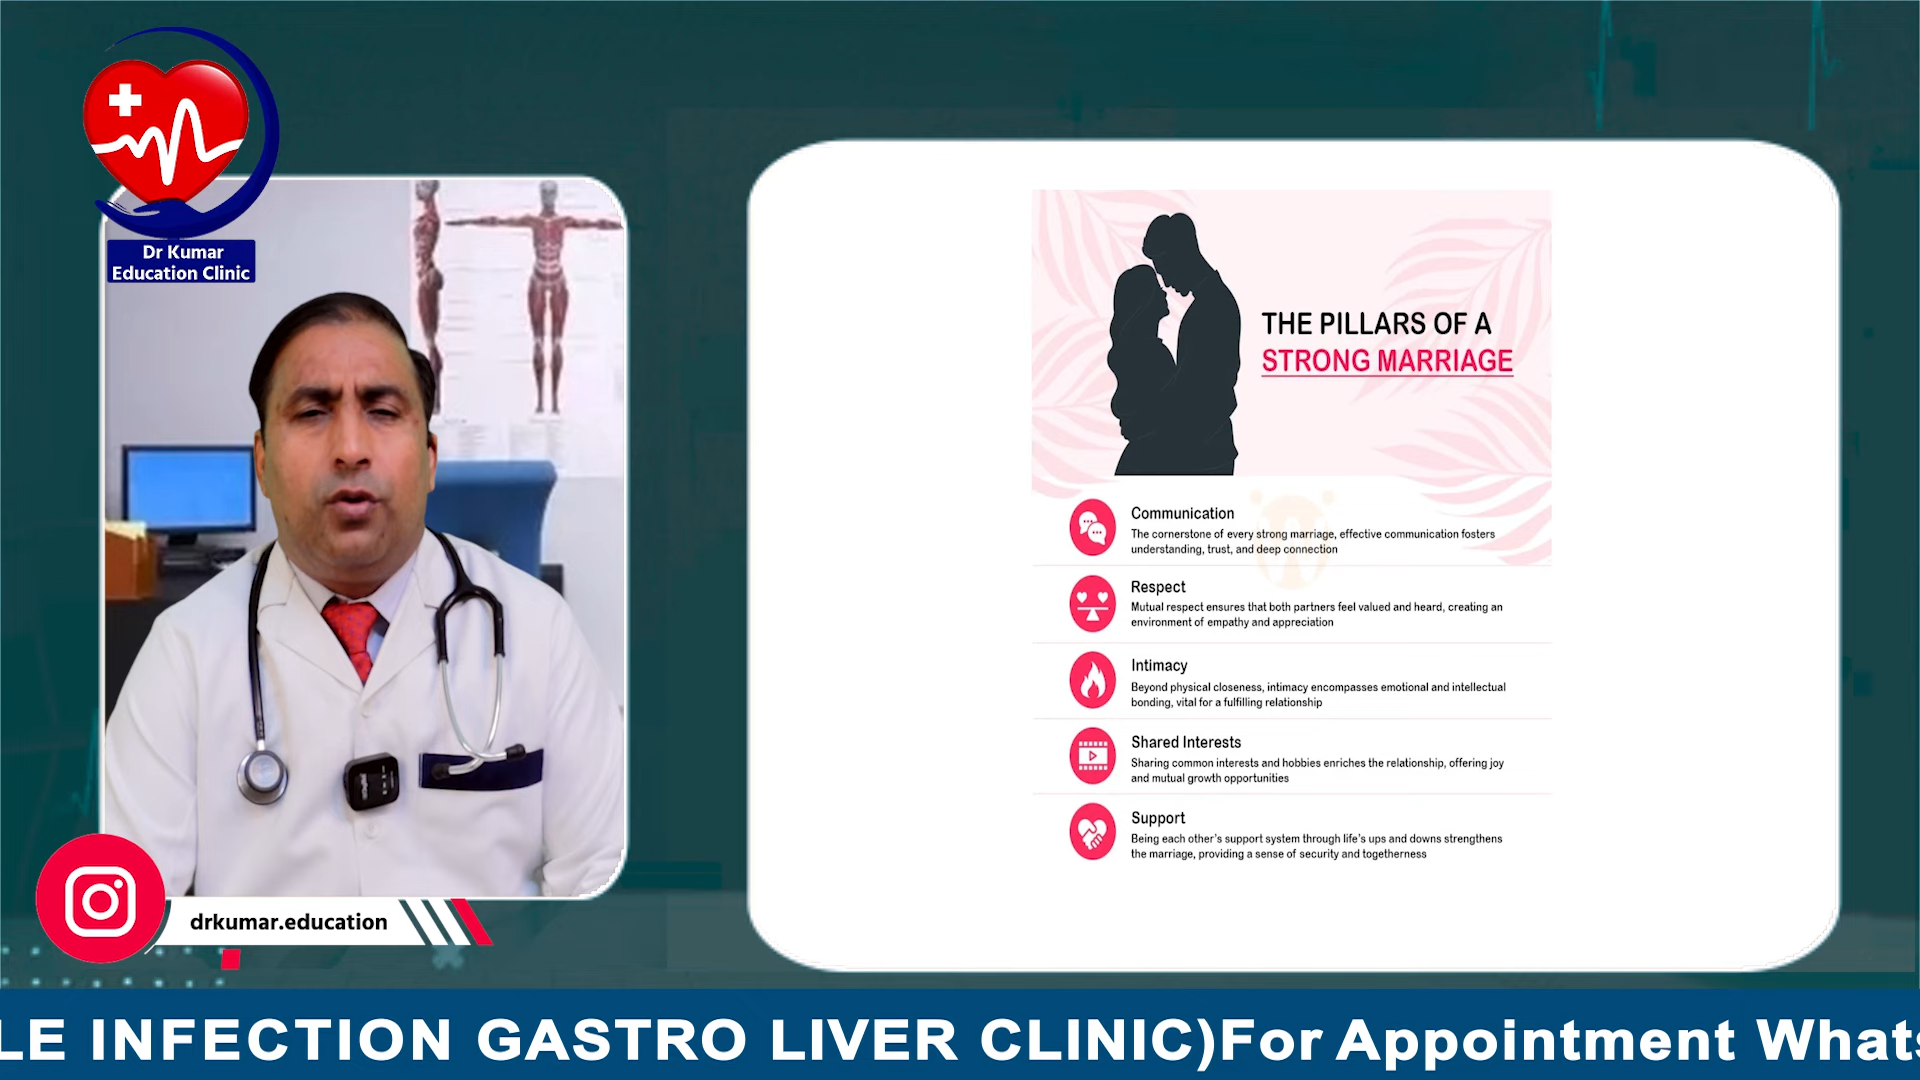 Dr Kumar
Education Clinic
THE PILLARS OF A
STRONG MARRIAGE
Communication
The cornerstone of every strong marriage, effective communication fosters
understanding, trust, and deep connection
Respect
Mutual respect ensures that both partners feel valued and heard, creating an
environment of empathy and appreciation
Intimacy
Beyond physical closeness, intimacy encompasses emotional and intellectual
bonding, vital for a fulfilling relationship
Shared Interests
Sharing common interests and hobbies enriches the relationship, offering joy
and mutual growth opportunities
Support
Being each other's support system through life's ups and downs strengthens
the marriage, providing a sense of security and togetherness
drkumar.education
LE INFECTION GASTRO LIVER CLINIC)For Appointment Whats